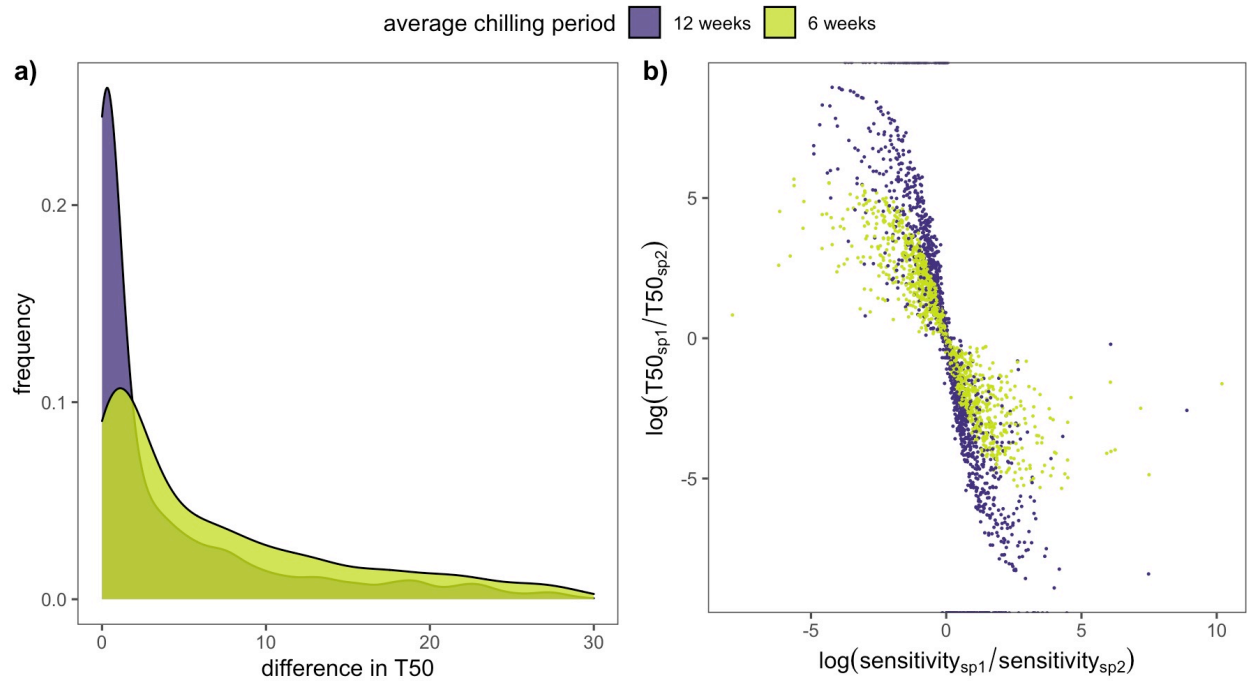 average chilling period 12 weeks 6 weeks
a)
frequency
0.2
0.1
0.0
0 10 20 30
difference in T50
b)
log(T50sp1/T50sp2)
5
0
-5
-5 0 5 10
log(sensitivitysp1/sensitivitysp2)